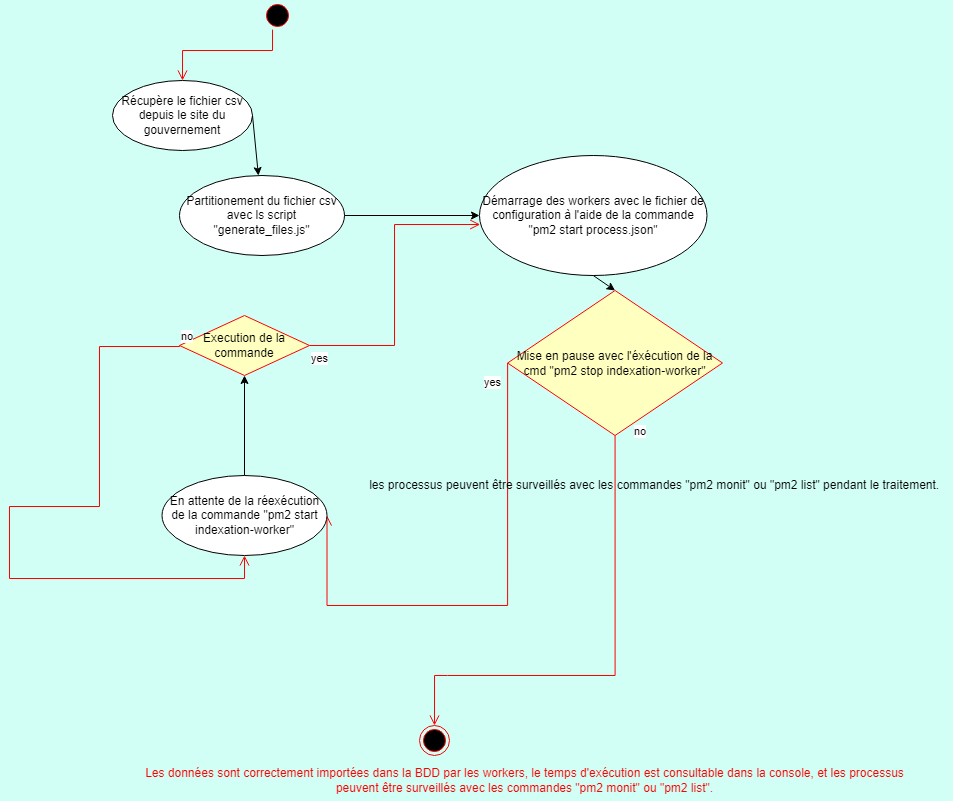 Récupère le fichier csv
depuis le site du
gouvernement
Partitionement du fichier csv
avec ls script
"generate_files.js"
Démarrage des workers avec le fichier de
configuration à l'aide de la commande
"pm2 start process.json"
no
Execution de la
commande
yes
Mise en pause avec l'éxécution de la
cmd "pm2 stop indexation-worker"
yes
no
les processus peuvent être surveillés avec les commandes "pm2 monit" ou "pm2 list" pendant le traitement.
En attente de la réexécution
de la commande "pm2 start
indexation-worker"
Les données sont correctement importées dans la BDD par les workers, le temps d'exécution est consultable dans la console, et les processus
peuvent être surveillés avec les commandes "pm2 monit" ou "pm2 list".